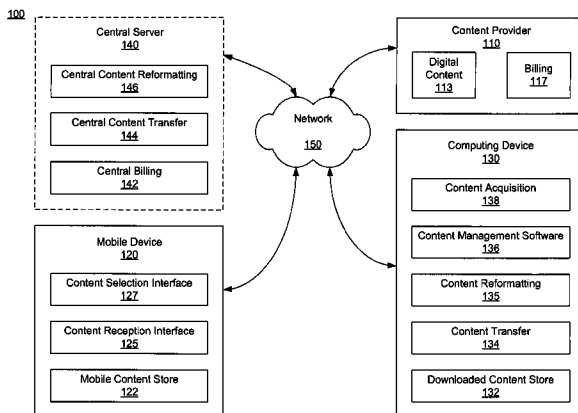 100
Central Server
140
Central Content Reformatting
146
Central Content Transfer
144
Central Billing
142
Content Provider
110
Digital
Content
113
Billing
117
Network
150
Computing Device
130
Content Acquisition
138
Content Management Software
136
Content Reformatting
135
Content Transfer
134
Downloaded Content Store
132
Mobile Device
120
Content Selection Interface
127
Content Reception Interface
125
Mobile Content Store
122